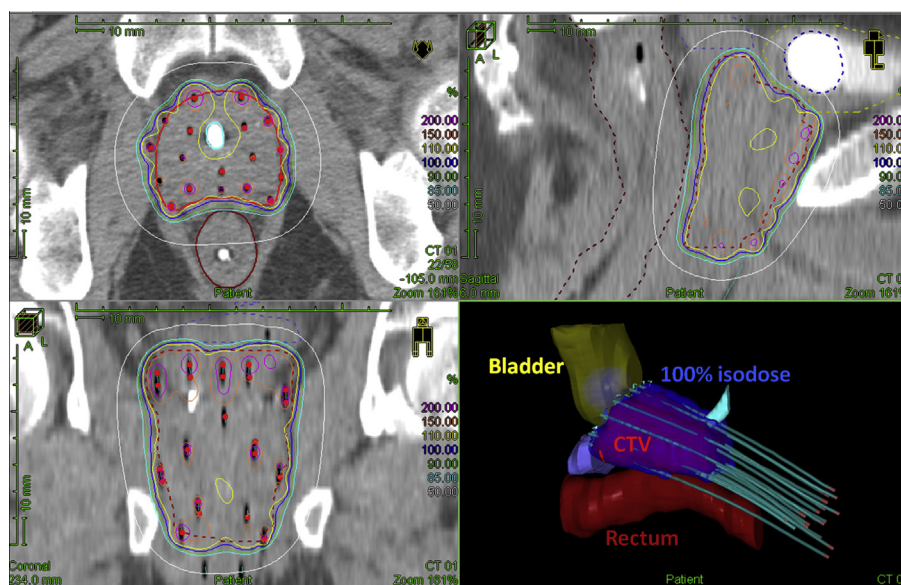 10 mm
%
200.00
150.00
110.00
100.00
90.00
85.00
50.00
10 mm
CT 01
22/58
-105.0 mm
Patient
Zoom 161%
10 mm
A L
%
200.00
150.00
110.00
100.00
90.00
85.00
50.00
10 mm
CT 01
Sagittal
Patient
Zoom 161%
A L
10 mm
%
200.00
150.00
110.00
100.00
90.00
85.00
50.00
10 mm
Coronal
CT 01
234.0 mm
Patient
Zoom 161%
Bladder
100% isodose
CTV
Rectum
Patient